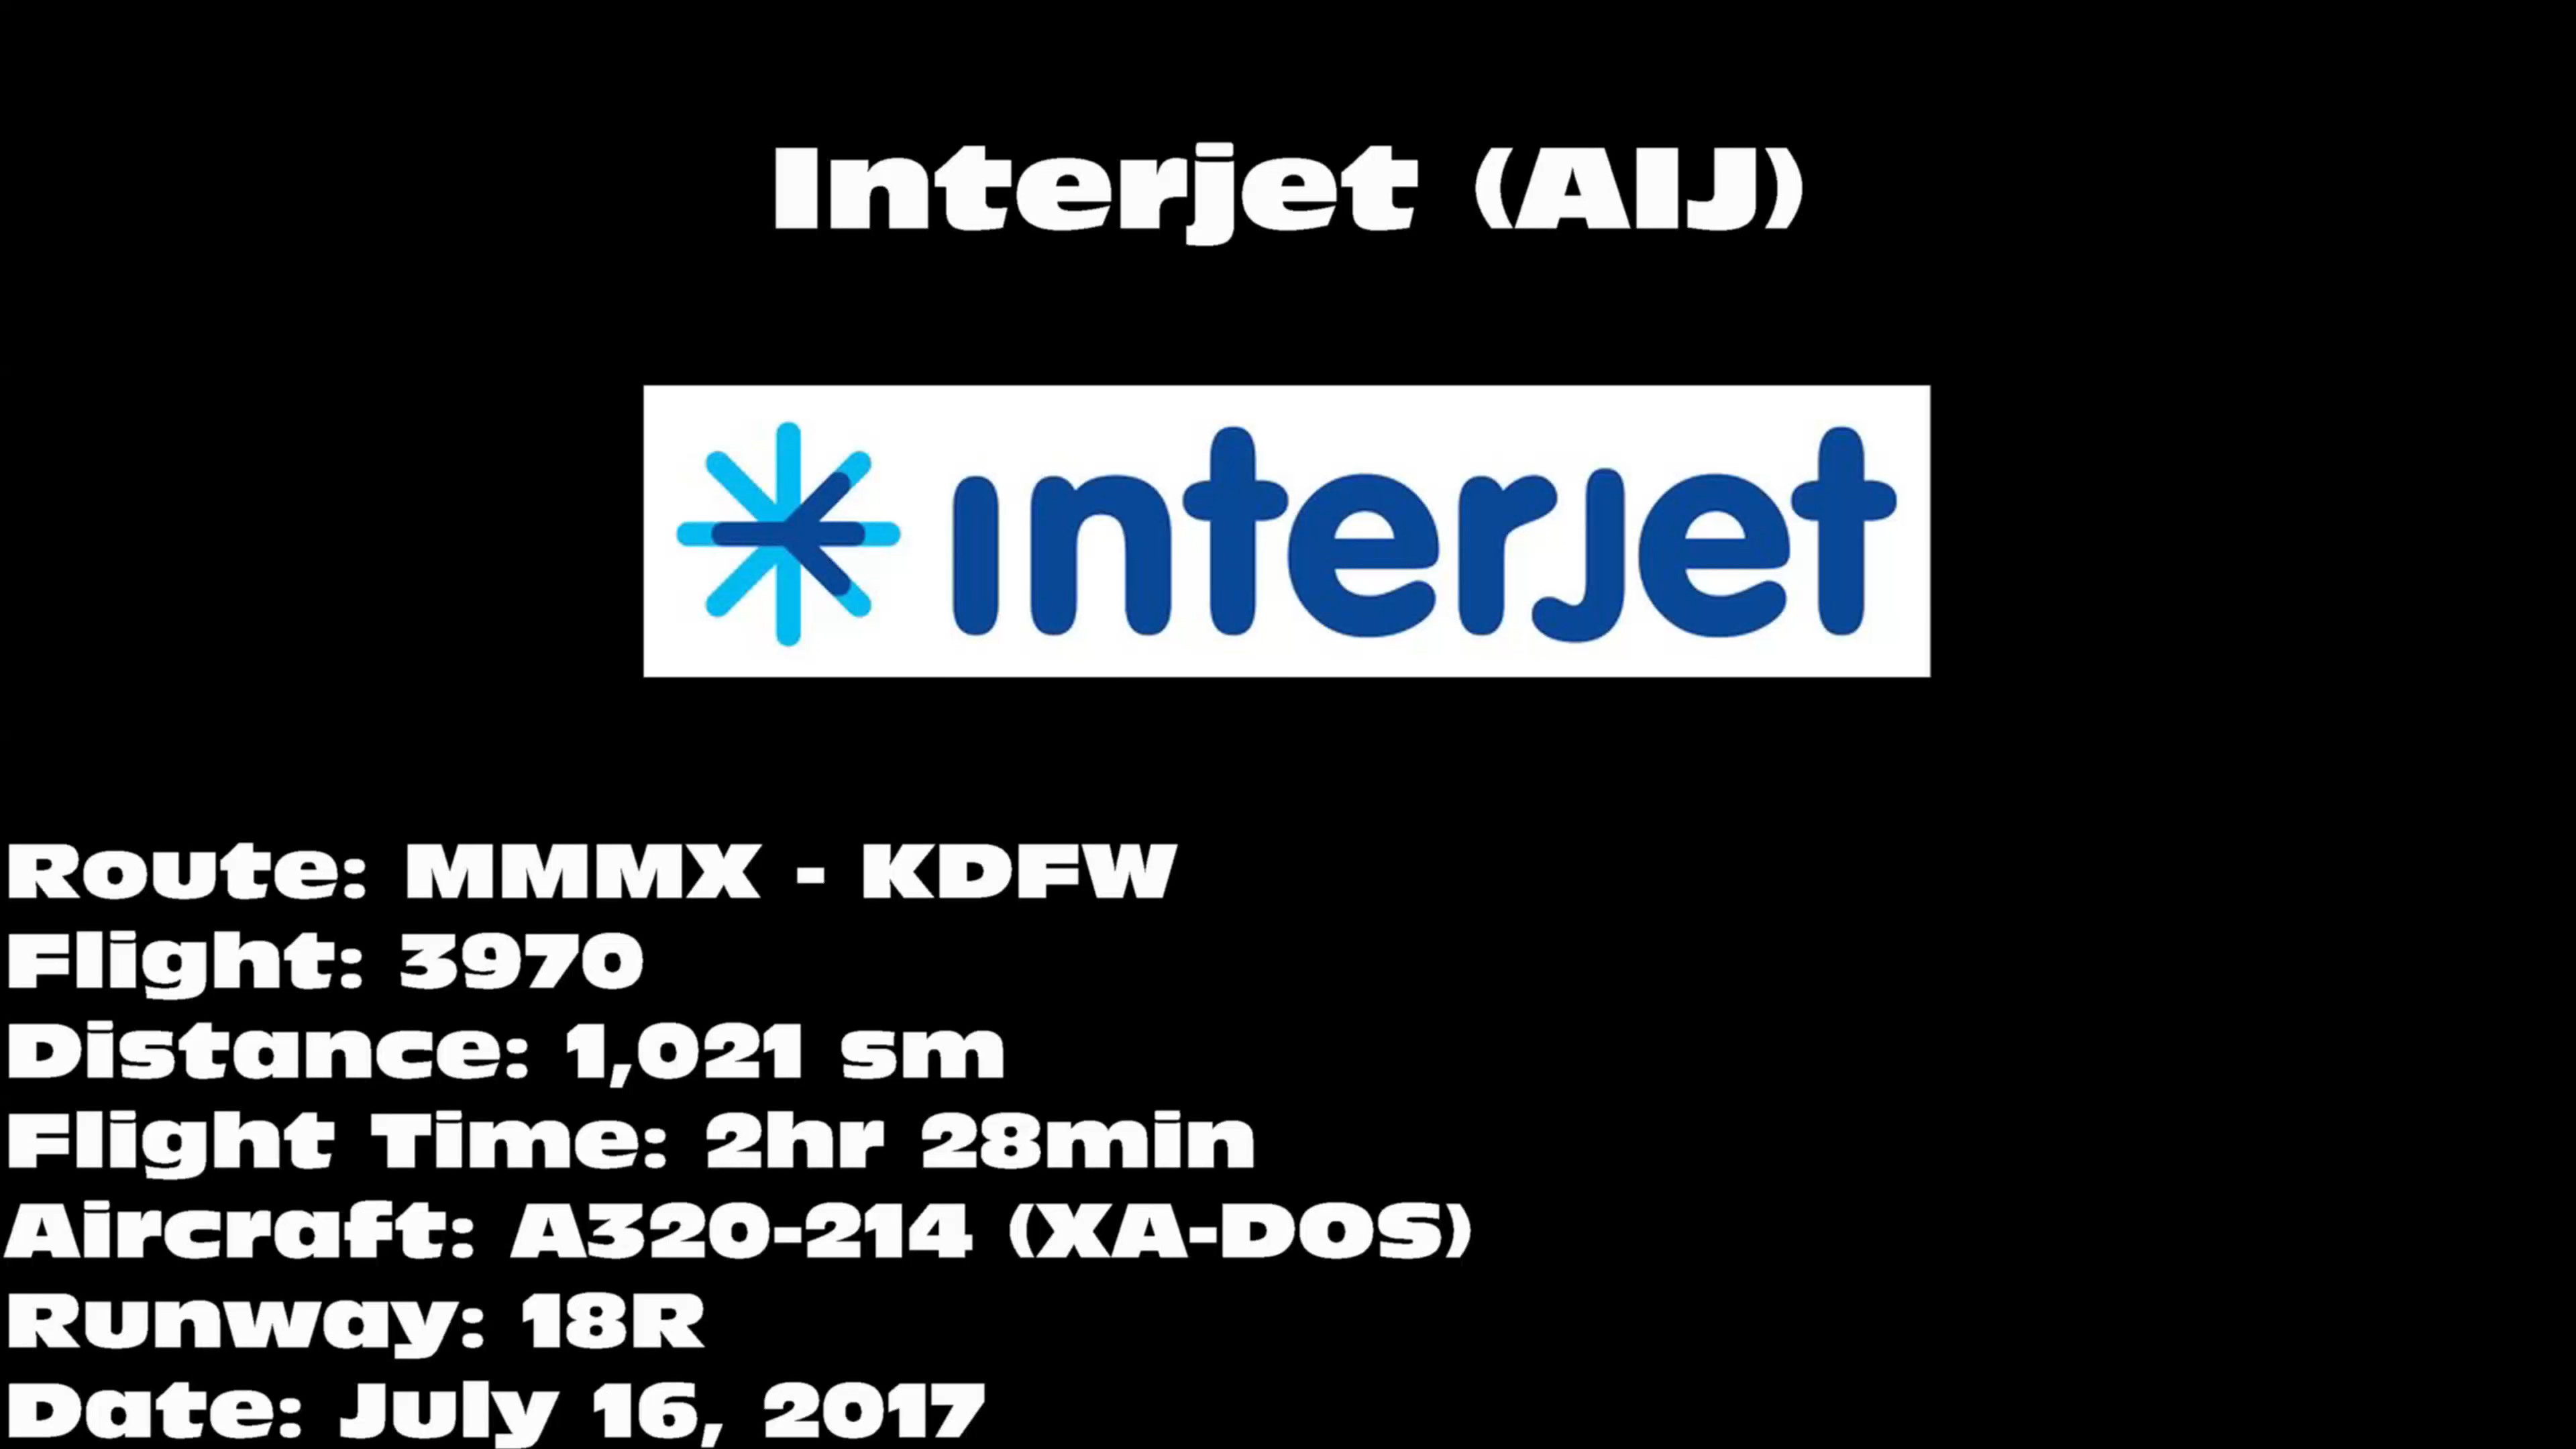 Interjet (AIJ)
interjet
Route: MMMX - KDFW
Flight: 3970
Distance: 1,021 sm
Flight Time: 2hr 28min
Aircraft: A320-214 (XA-DOS)
Runway: 18R
Date: July 16, 2017